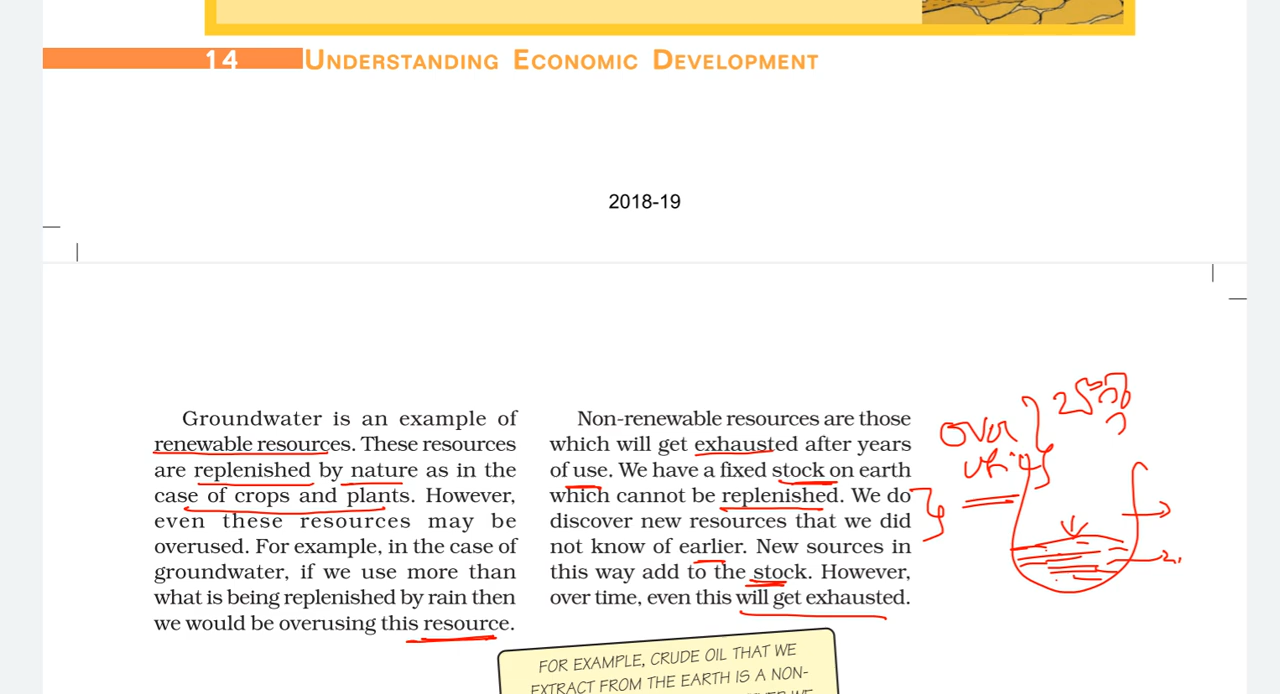 14 UNDERSTANDING ECONOMIC DEVELOPMENT
2018-19
Groundwater is an example of
renewable resources. These resources
are replenished by nature as in the
case of crops and plants. However,
even these resources may be
overused. For example, in the case of
groundwater, if we use more than
what is being replenished by rain then
we would be overusing this resource.
Non-renewable resources are those
which will get exhausted after years
of use. We have a fixed stock on earth
which cannot be replenished. We do
discover new resources that we did
not know of earlier. New sources in
this way add to the stock. However,
over time, even this will get exhausted.
over
FOR EXAMPLE, CRUDE OIL THAT WE
EXTRACT FROM THE EARTH IS A NON-